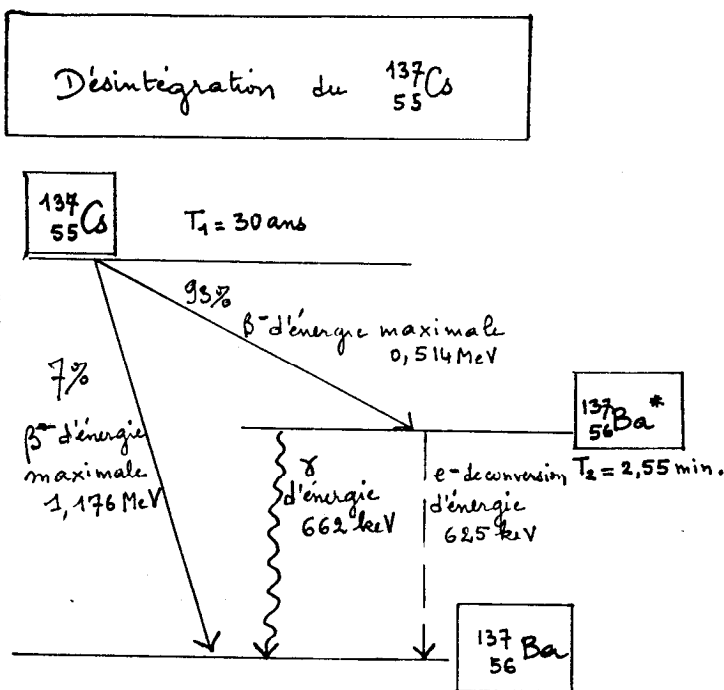 Désintégration du ¹³⁷₅₅Cs
¹³⁷₅₅Cs
T₁ = 30 ans
93%
β⁻ d'énergie maximale
0,514 MeV
7%
β⁻ d'énergie
maximale
1,176 MeV
¹³⁷₅₆Ba*
T₂ = 2,55 min.
γ
d'énergie
662 keV
e⁻ de conversion
d'énergie
625 keV
¹³⁷₅₆Ba